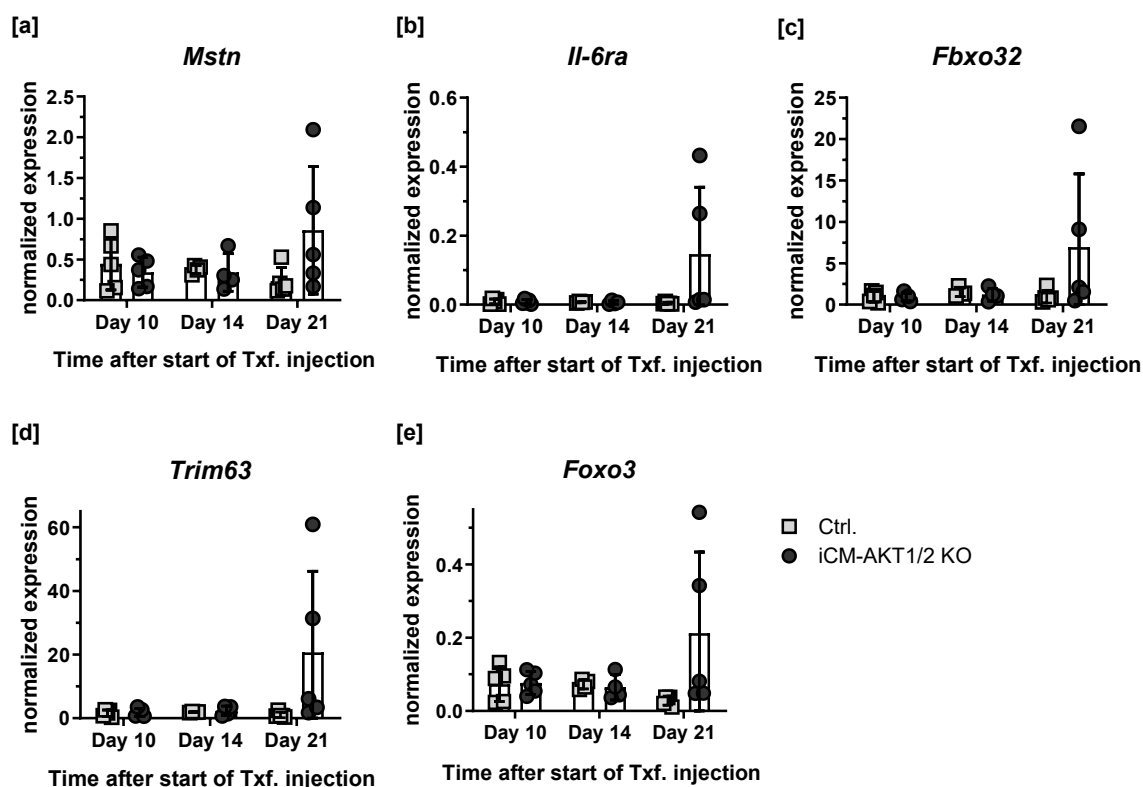 [a]
Mstn
normalized expression
2.5
2.0
1.5
1.0
0.5
0.0
Day 10 Day 14 Day 21
Time after start of Txf. injection
[b]
Il-6ra
normalized expression
0.6
0.4
0.2
0.0
Day 10 Day 14 Day 21
Time after start of Txf. injection
[c]
Fbxo32
normalized expression
25
20
15
10
5
0
Day 10 Day 14 Day 21
Time after start of Txf. injection
[d]
Trim63
normalized expression
60
40
20
0
Day 10 Day 14 Day 21
Time after start of Txf. injection
[e]
Foxo3
normalized expression
0.4
0.2
0.0
Day 10 Day 14 Day 21
Time after start of Txf. injection
Ctrl.
iCM-AKT1/2 KO